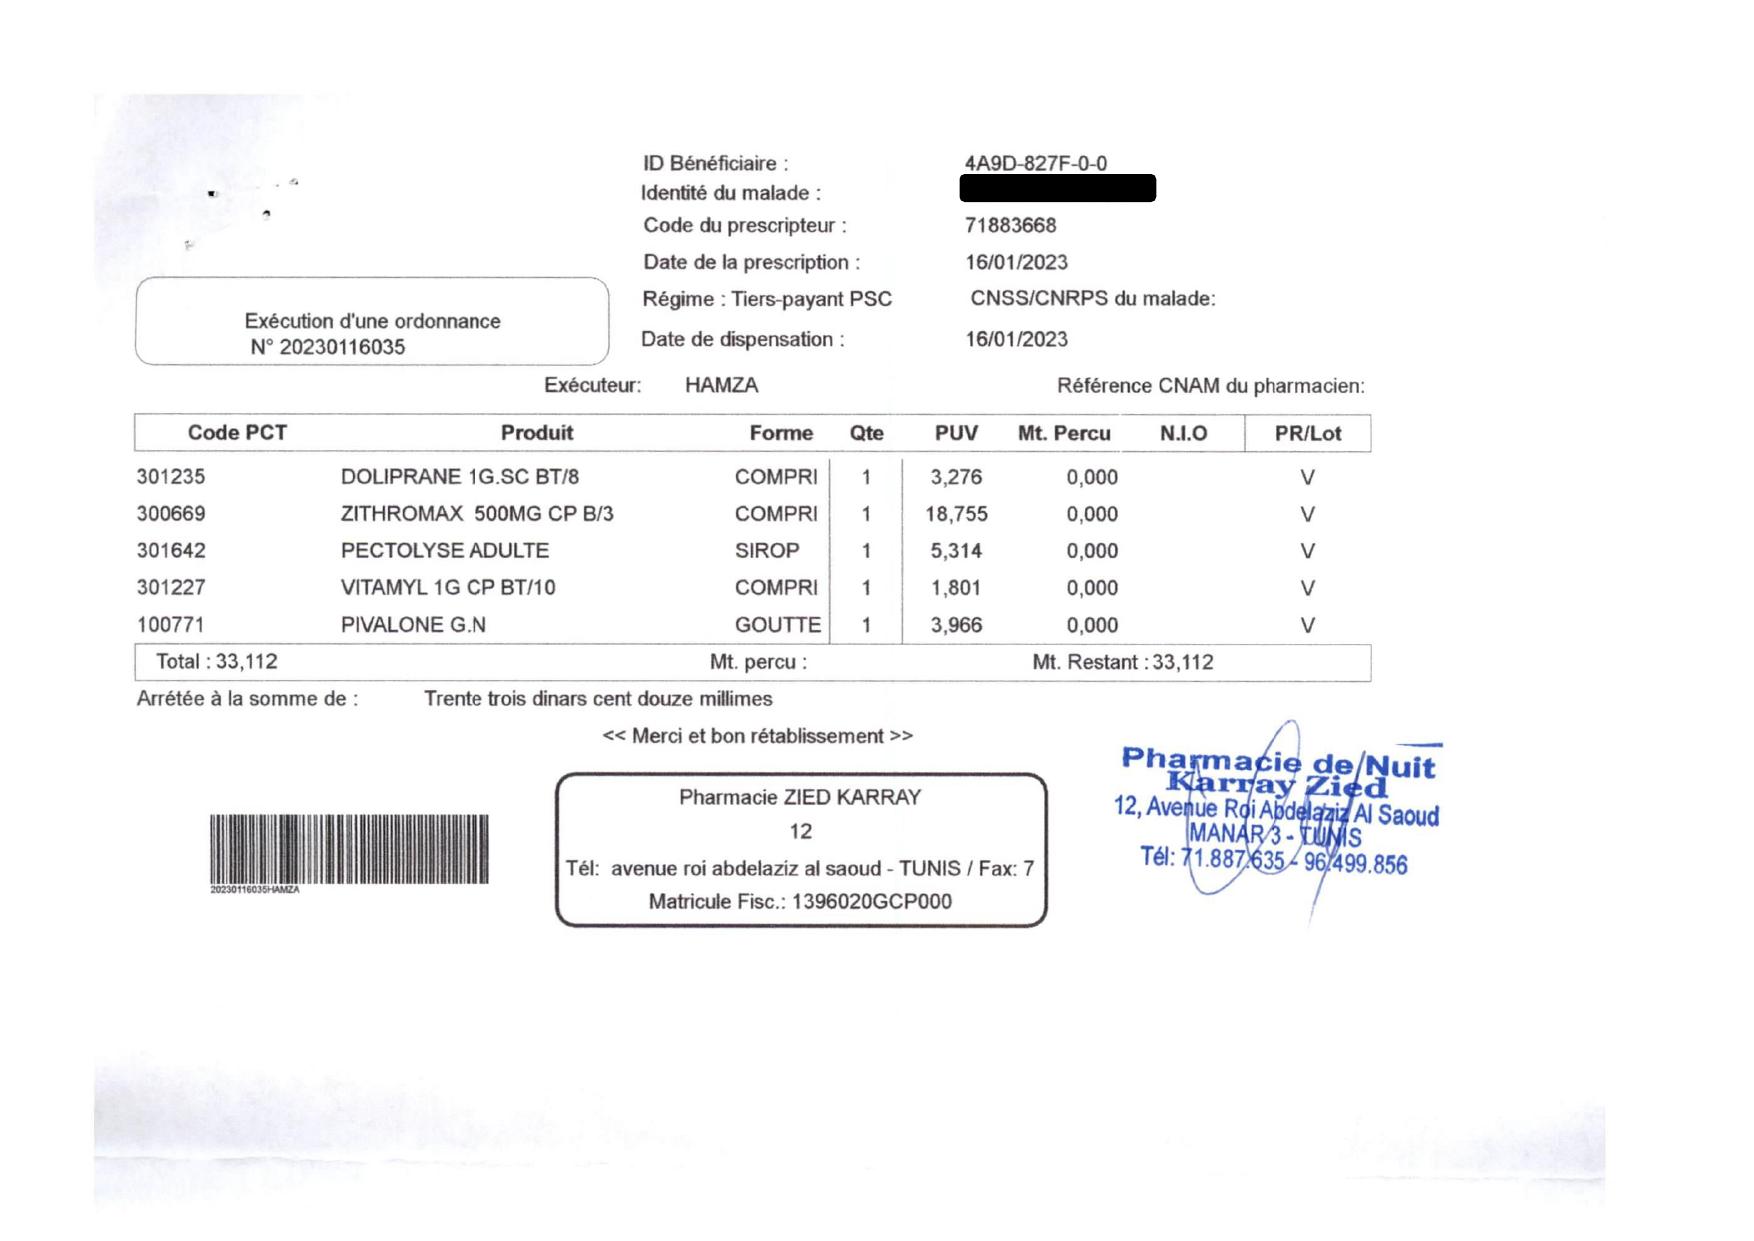 ID Bénéficiaire : 4A9D-827F-0-0
Identité du malade :
Code du prescripteur : 71883668
Date de la prescription : 16/01/2023
Régime : Tiers-payant PSC CNSS/CNRPS du malade:
Date de dispensation : 16/01/2023
Exécution d'une ordonnance
N° 20230116035
Exécuteur: HAMZA Référence CNAM du pharmacien:
Code PCT Produit Forme Qte PUV Mt. Percu N.I.O PR/Lot
301235 DOLIPRANE 1G.SC BT/8 COMPRI 1 3,276 0,000 V
300669 ZITHROMAX 500MG CP B/3 COMPRI 1 18,755 0,000 V
301642 PECTOLYSE ADULTE SIROP 1 5,314 0,000 V
301227 VITAMYL 1G CP BT/10 COMPRI 1 1,801 0,000 V
100771 PIVALONE G.N GOUTTE 1 3,966 0,000 V
Total : 33,112 Mt. percu : Mt. Restant : 33,112
Arrétée à la somme de : Trente trois dinars cent douze millimes
<< Merci et bon rétablissement >>
20230116035HAMZA
Pharmacie ZIED KARRAY
12
Tél: avenue roi abdelaziz al saoud - TUNIS / Fax: 7
Matricule Fisc.: 1396020GCP000
Pharmacie de Nuit
Karray Zied
12, Avenue Roi Abdelaziz Al Saoud
MANAR 3 - TUNIS
Tél: 71.887.635 - 96.499.856